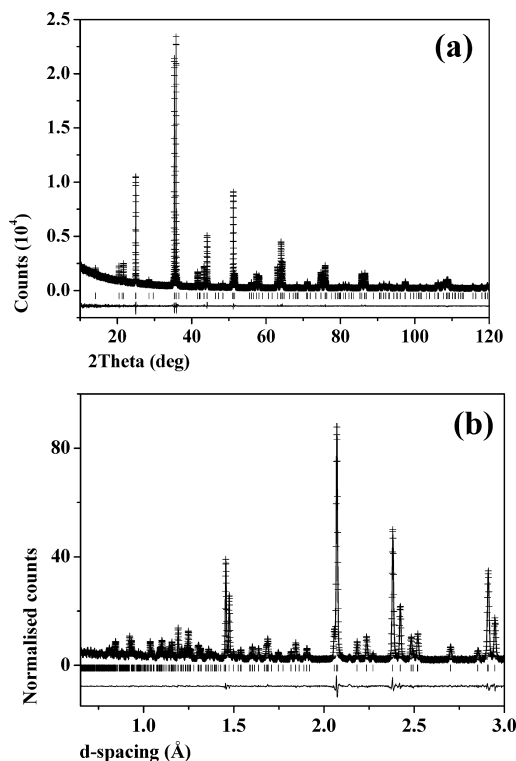 (a)
2.5
2.0
1.5
1.0
0.5
0.0
Counts (10⁴)
20 40 60 80 100 120
2Theta (deg)
(b)
80
40
0
Normalised counts
1.0 1.5 2.0 2.5 3.0
d-spacing (Å)